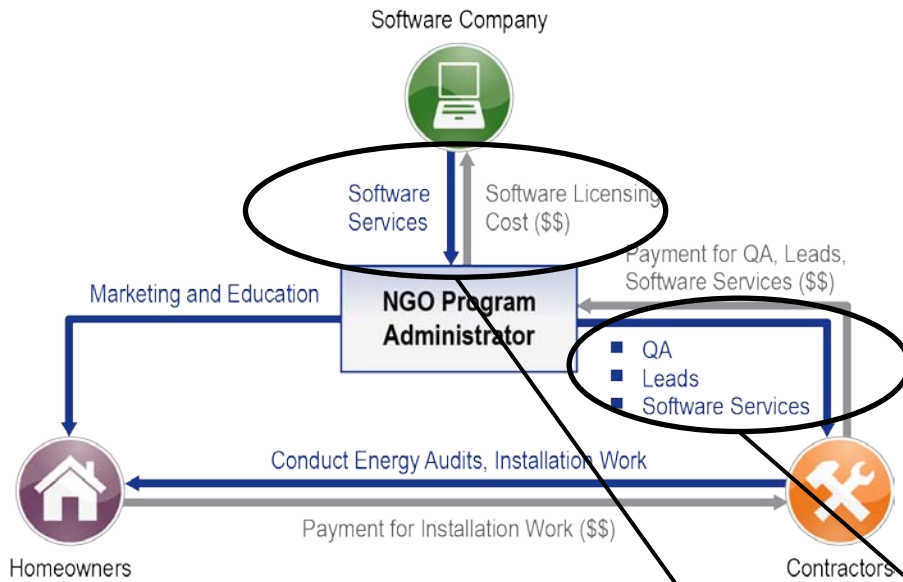 Software Company
Software
Services
Software Licensing
Cost ($$)
Payment for QA, Leads,
Software Services ($$)
Marketing and Education
NGO Program
Administrator
■ QA
■ Leads
■ Software Services
Conduct Energy Audits, Installation Work
Payment for Installation Work ($$)
Homeowners
Contractors